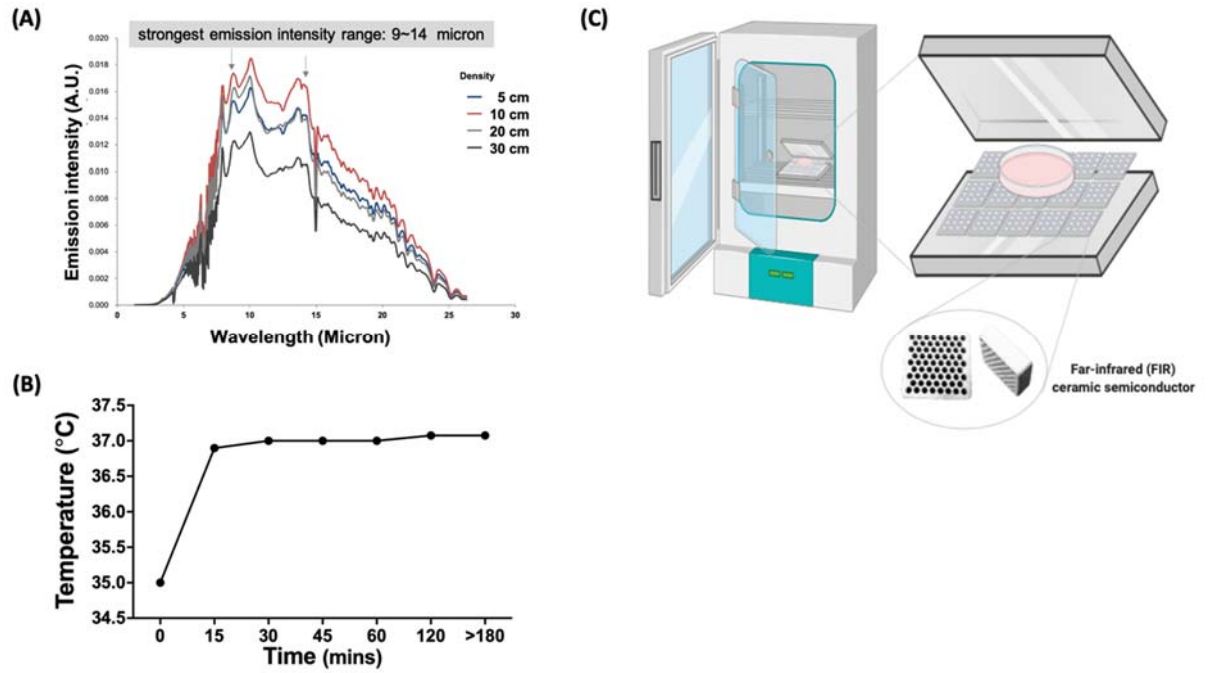 (A)
strongest emission intensity range: 9~14 micron
Emission intensity (A.U.)
0.020
0.018
0.016
0.014
0.012
0.010
0.008
0.006
0.004
0.002
0.000
0 5 10 15 20 25 30
Wavelength (Micron)
Density
5 cm
10 cm
20 cm
30 cm
(B)
Temperature (°C)
37.5
37.0
36.5
36.0
35.5
35.0
34.5
0 15 30 45 60 120 >180
Time (mins)
(C)
Far-infrared (FIR)
ceramic semiconductor